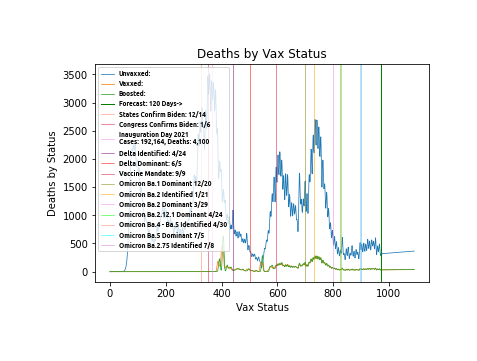 Deaths by Vax Status
Deaths by Vax Status
3500
3000
2500
2000
1500
1000
500
0
Unvaxxed:
Vaxxed:
Boosted:
Forecast: 120 Days->
States Confirm Biden: 12/14
Congress Confirms Biden: 1/6
Inauguration Day 2021
Cases: 192,164, Deaths: 4,100
Delta Identified: 4/24
Delta Dominant: 6/5
Vaccine Mandate: 9/9
Omicron Ba.1 Dominant 12/20
Omicron Ba.2 Identified 1/21
Omicron Ba.2 Dominant 3/29
Omicron Ba.2.12.1 Dominant 4/24
Omicron Ba.4 - Ba.5 Identified 4/30
Omicron Ba.5 Dominant 7/5
Omicron Ba.2.75 Identified 7/8
0 200 400 600 800 1000
Vax Status